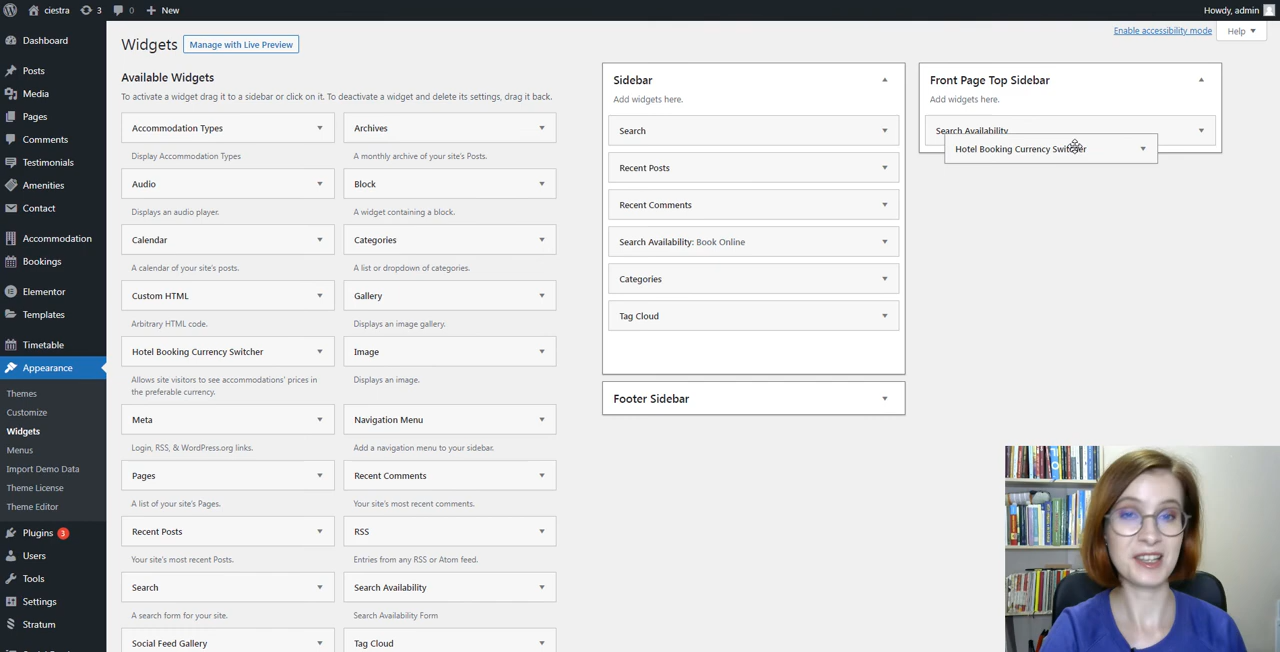 ciestra 3 0 New
Howdy, admin
Dashboard
Posts
Media
Pages
Comments
Testimonials
Amenities
Contact
Accommodation
Bookings
Elementor
Templates
Timetable
Appearance
Themes
Customize
Widgets
Menus
Import Demo Data
Theme License
Theme Editor
Plugins 3
Users
Tools
Settings
Stratum
Widgets
Manage with Live Preview
Enable accessibility mode
Help
Available Widgets
To activate a widget drag it to a sidebar or click on it. To deactivate a widget and delete its settings, drag it back.
Accommodation Types
Display Accommodation Types
Archives
A monthly archive of your site's Posts.
Audio
Displays an audio player.
Block
A widget containing a block.
Calendar
A calendar of your site's posts.
Categories
A list or dropdown of categories.
Custom HTML
Arbitrary HTML code.
Gallery
Displays an image gallery.
Hotel Booking Currency Switcher
Allows site visitors to see accommodations' prices in
the preferable currency.
Image
Displays an image.
Meta
Login, RSS, & WordPress.org links.
Navigation Menu
Add a navigation menu to your sidebar.
Pages
A list of your site's Pages.
Recent Comments
Your site's most recent comments.
Recent Posts
Your site's most recent Posts.
RSS
Entries from any RSS or Atom feed.
Search
A search form for your site.
Search Availability
Search Availability Form
Social Feed Gallery
Tag Cloud
Sidebar
Add widgets here.
Search
Recent Posts
Recent Comments
Search Availability: Book Online
Categories
Tag Cloud
Footer Sidebar
Front Page Top Sidebar
Add widgets here.
Search Availability
Hotel Booking Currency Switcher